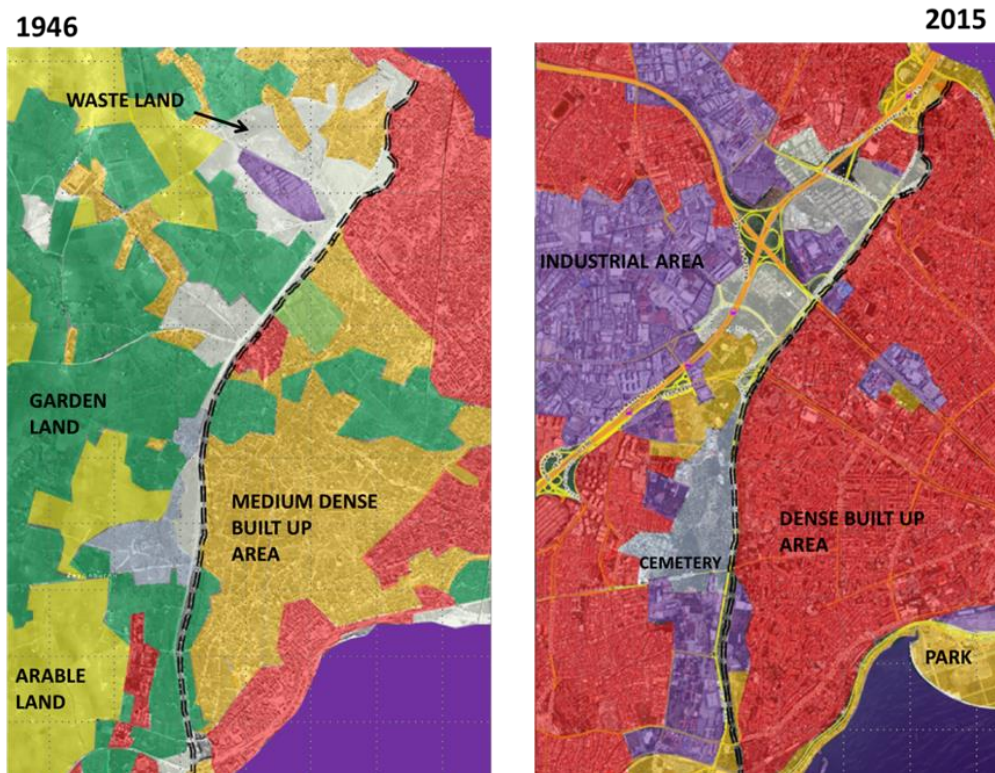 1946
2015
WASTE LAND
GARDEN
LAND
MEDIUM DENSE
BUILT UP
AREA
ARABLE
LAND
INDUSTRIAL AREA
DENSE BUILT UP
AREA
CEMETERY
PARK